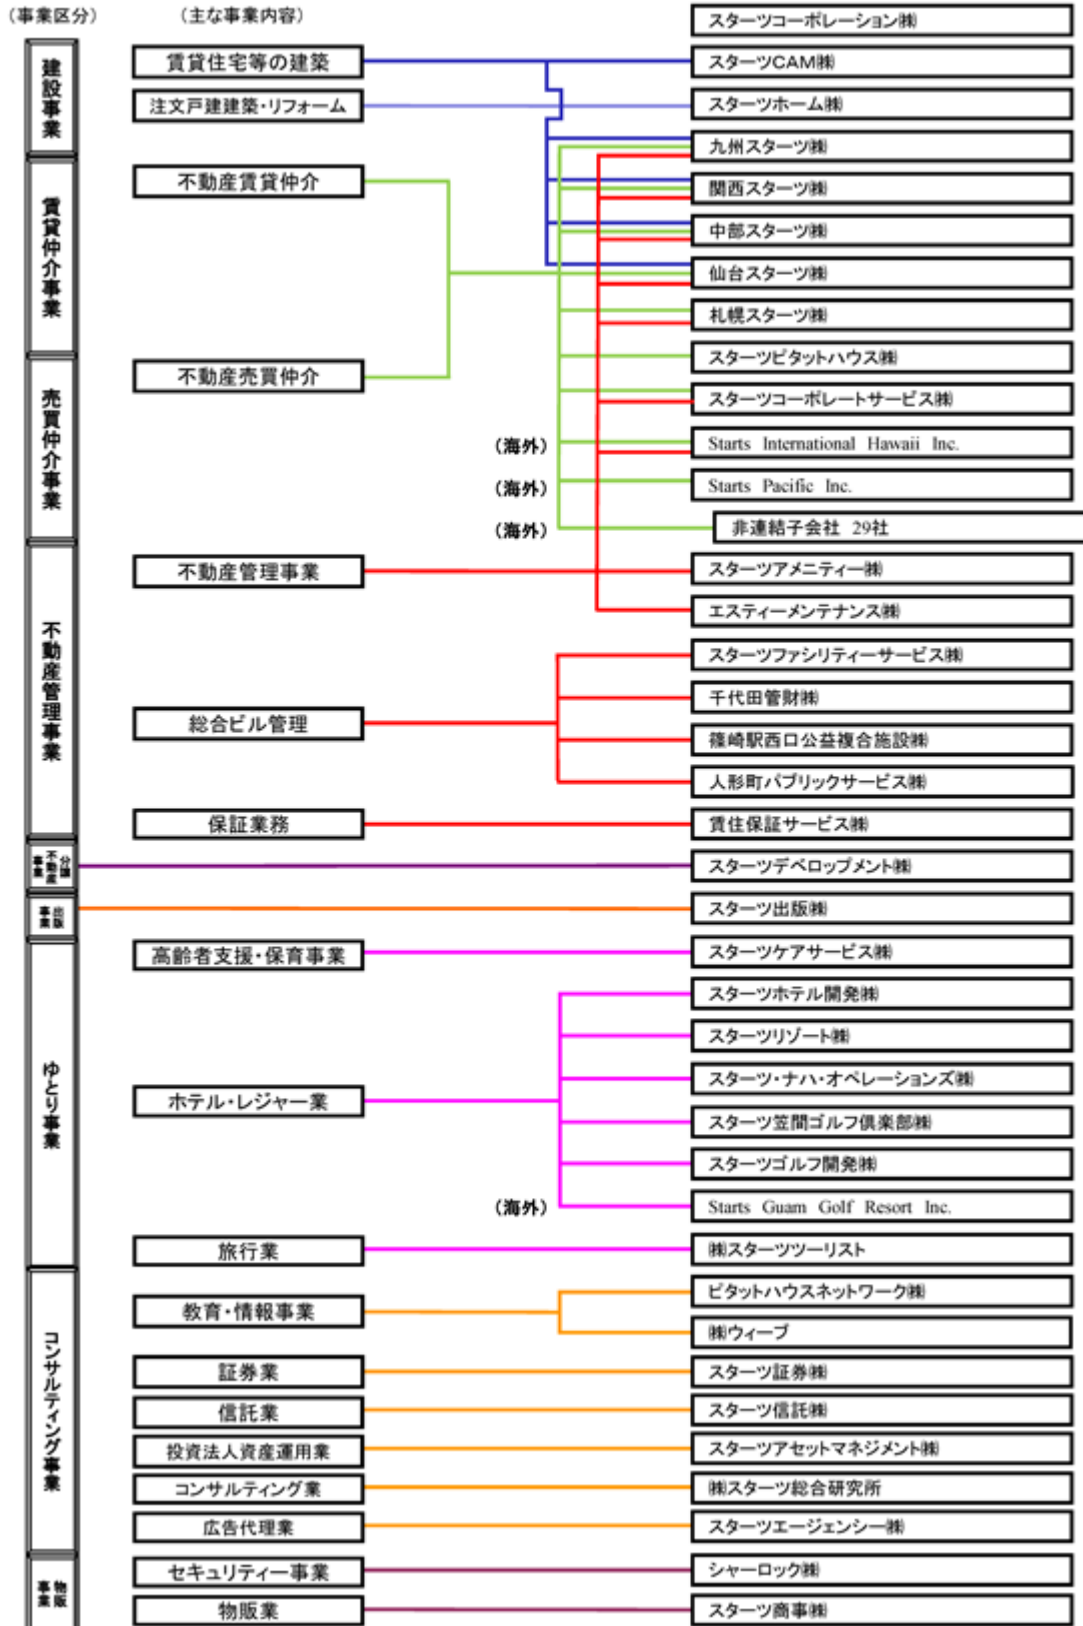 （事業区分）
（主な事業内容）
スターツコーポレーション㈱
建設事業
賃貸住宅等の建築
スターツCAM㈱
注文戸建建築・リフォーム
スターツホーム㈱
九州スターツ㈱
賃貸仲介事業
不動産賃貸仲介
関西スターツ㈱
中部スターツ㈱
仙台スターツ㈱
札幌スターツ㈱
売買仲介事業
不動産売買仲介
スターツピタットハウス㈱
スターツコーポレートサービス㈱
（海外）
Starts International Hawaii Inc.
（海外）
Starts Pacific Inc.
（海外）
非連結子会社 29社
不動産管理事業
不動産管理事業
スターツアメニティー㈱
エスティーメンテナンス㈱
総合ビル管理
スターツファシリティーサービス㈱
千代田管財㈱
篠崎駅西口公益複合施設㈱
人形町パブリックサービス㈱
保証業務
賃住保証サービス㈱
分譲
不動産
事業
スターツデベロップメント㈱
出版
事業
スターツ出版㈱
ゆとり事業
高齢者支援・保育事業
スターツケアサービス㈱
ホテル・レジャー業
スターツホテル開発㈱
スターツリゾート㈱
スターツ・ナハ・オペレーションズ㈱
スターツ笠間ゴルフ倶楽部㈱
スターツゴルフ開発㈱
（海外）
Starts Guam Golf Resort Inc.
旅行業
㈱スターツツーリスト
コンサルティング事業
教育・情報事業
ピタットハウスネットワーク㈱
㈱ウィーブ
証券業
スターツ証券㈱
信託業
スターツ信託㈱
投資法人資産運用業
スターツアセットマネジメント㈱
コンサルティング業
㈱スターツ総合研究所
広告代理業
スターツエージェンシー㈱
物販
事業
セキュリティー事業
シャーロック㈱
物販業
スターツ商事㈱